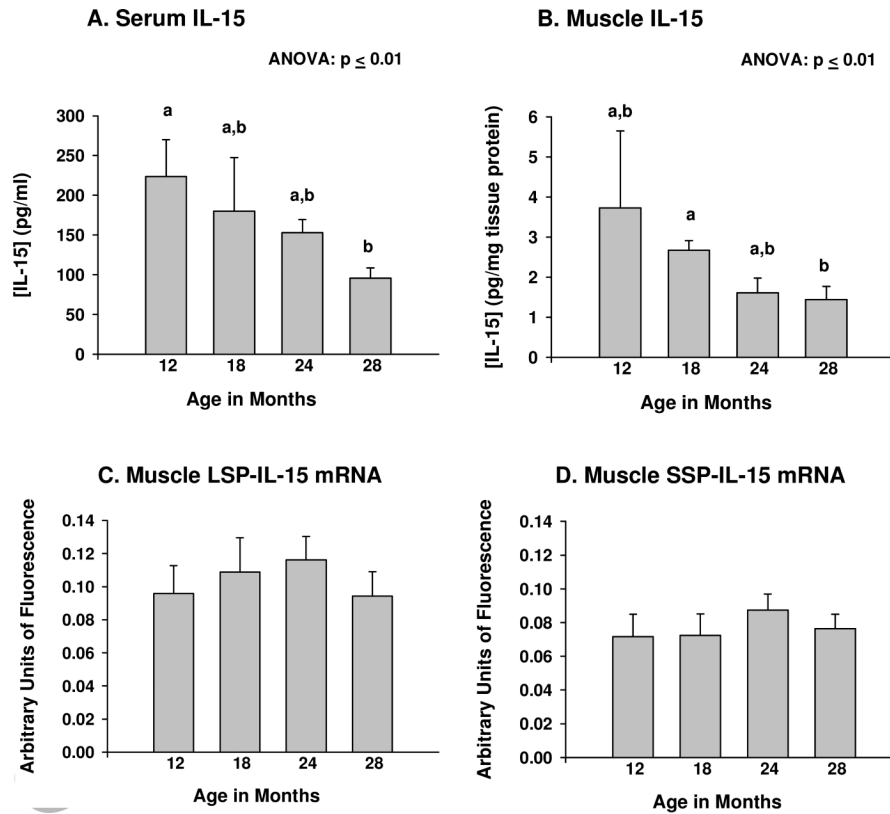 A. Serum IL-15
ANOVA: p ≤ 0.01
[IL-15] (pg/ml)
300
250
200
150
100
50
0
a
a,b
a,b
b
12 18 24 28
Age in Months
B. Muscle IL-15
ANOVA: p ≤ 0.01
[IL-15] (pg/mg tissue protein)
6
5
4
3
2
1
0
a,b
a
a,b
b
12 18 24 28
Age in Months
C. Muscle LSP-IL-15 mRNA
Arbitrary Units of Fluorescence
0.14
0.12
0.10
0.08
0.06
0.04
0.02
0.00
12 18 24 28
Age in Months
D. Muscle SSP-IL-15 mRNA
Arbitrary Units of Fluorescence
0.14
0.12
0.10
0.08
0.06
0.04
0.02
0.00
12 18 24 28
Age in Months